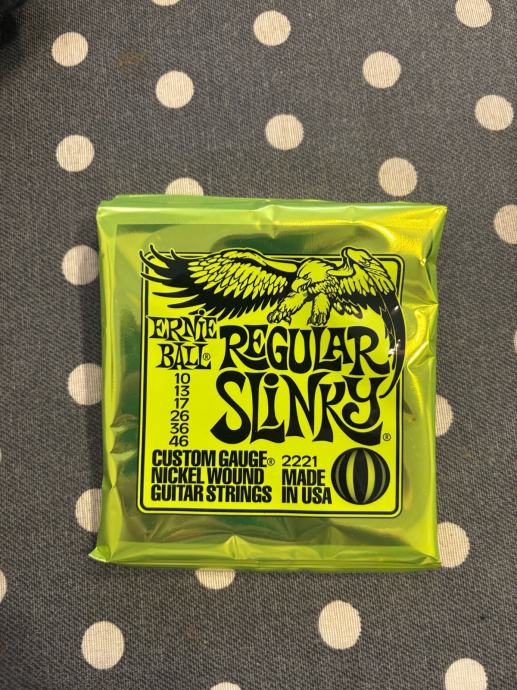 ERNiE
BALL®
REGULAR
SLiNKY®
10
13
17
26
36
46
CUSTOM GAUGE®
NICKEL WOUND
GUITAR STRINGS
2221
MADE
IN USA